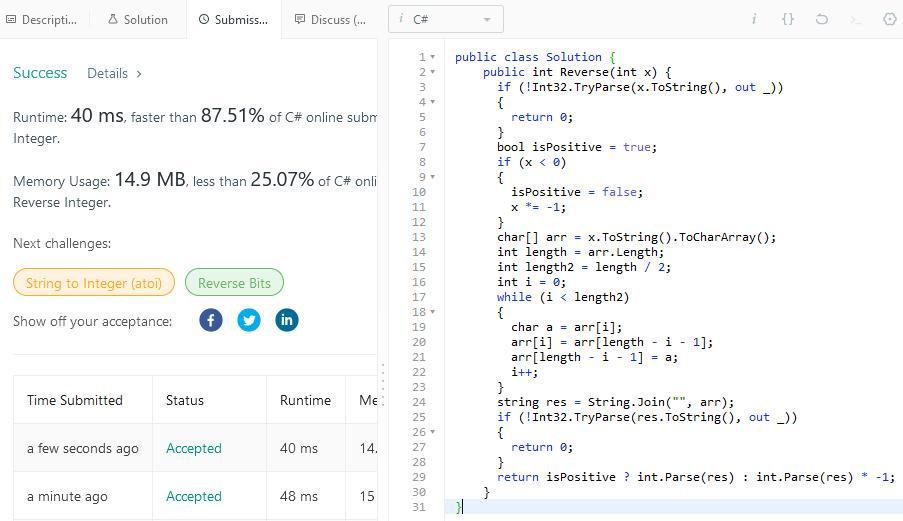 Descripti...
Solution
Submiss...
Discuss (...
i C#
i {} >_
Success Details >
Runtime: 40 ms, faster than 87.51% of C# online subm
Integer.
Memory Usage: 14.9 MB, less than 25.07% of C# onli
Reverse Integer.
Next challenges:
String to Integer (atoi)
Reverse Bits
Show off your acceptance:
f
in
Time Submitted Status Runtime Me
a few seconds ago Accepted 40 ms 14.
a minute ago Accepted 48 ms 15
1 public class Solution {
2 public int Reverse(int x) {
3 if (!Int32.TryParse(x.ToString(), out _))
4 {
5 return 0;
6 }
7 bool isPositive = true;
8 if (x < 0)
9 {
10 isPositive = false;
11 x *= -1;
12 }
13 char[] arr = x.ToString().ToCharArray();
14 int length = arr.Length;
15 int length2 = length / 2;
16 int i = 0;
17 while (i < length2)
18 {
19 char a = arr[i];
20 arr[i] = arr[length - i - 1];
21 arr[length - i - 1] = a;
22 i++;
23 }
24 string res = String.Join("", arr);
25 if (!Int32.TryParse(res.ToString(), out _))
26 {
27 return 0;
28 }
29 return isPositive ? int.Parse(res) : int.Parse(res) * -1;
30 }
31 }